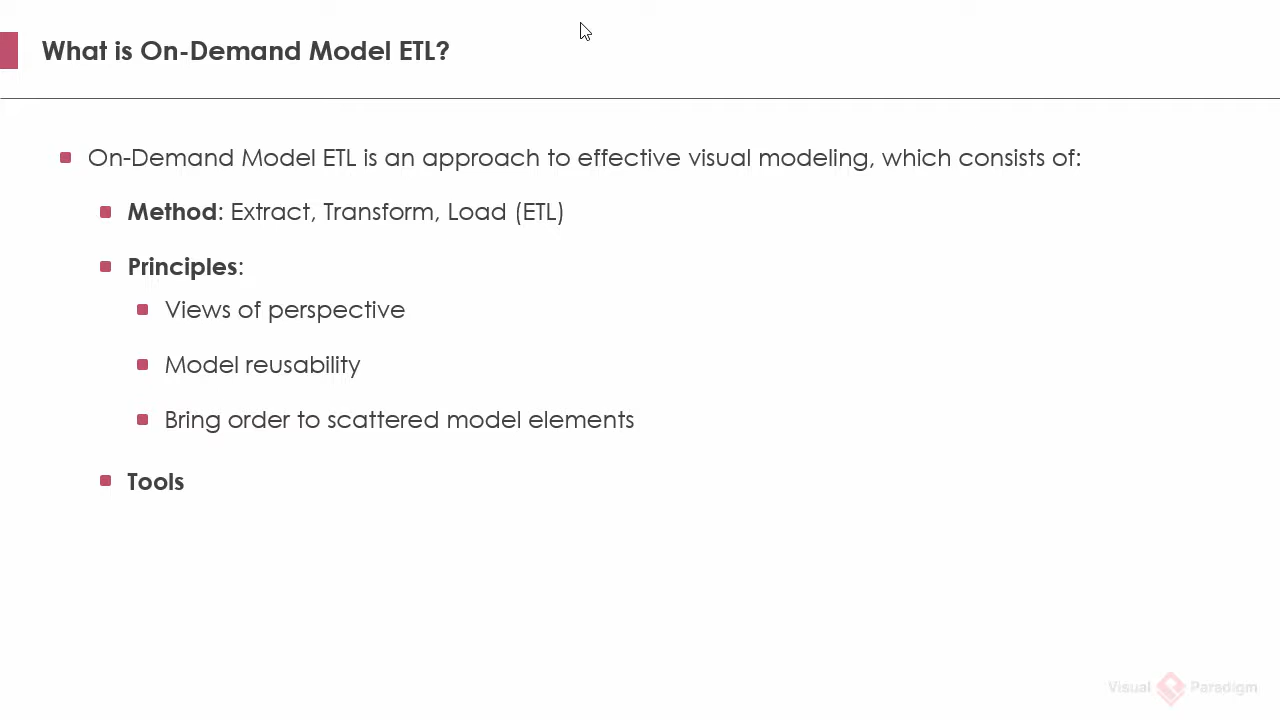 What is On-Demand Model ETL?
On-Demand Model ETL is an approach to effective visual modeling, which consists of:
Method: Extract, Transform, Load (ETL)
Principles:
Views of perspective
Model reusability
Bring order to scattered model elements
Tools
Visual Paradigm